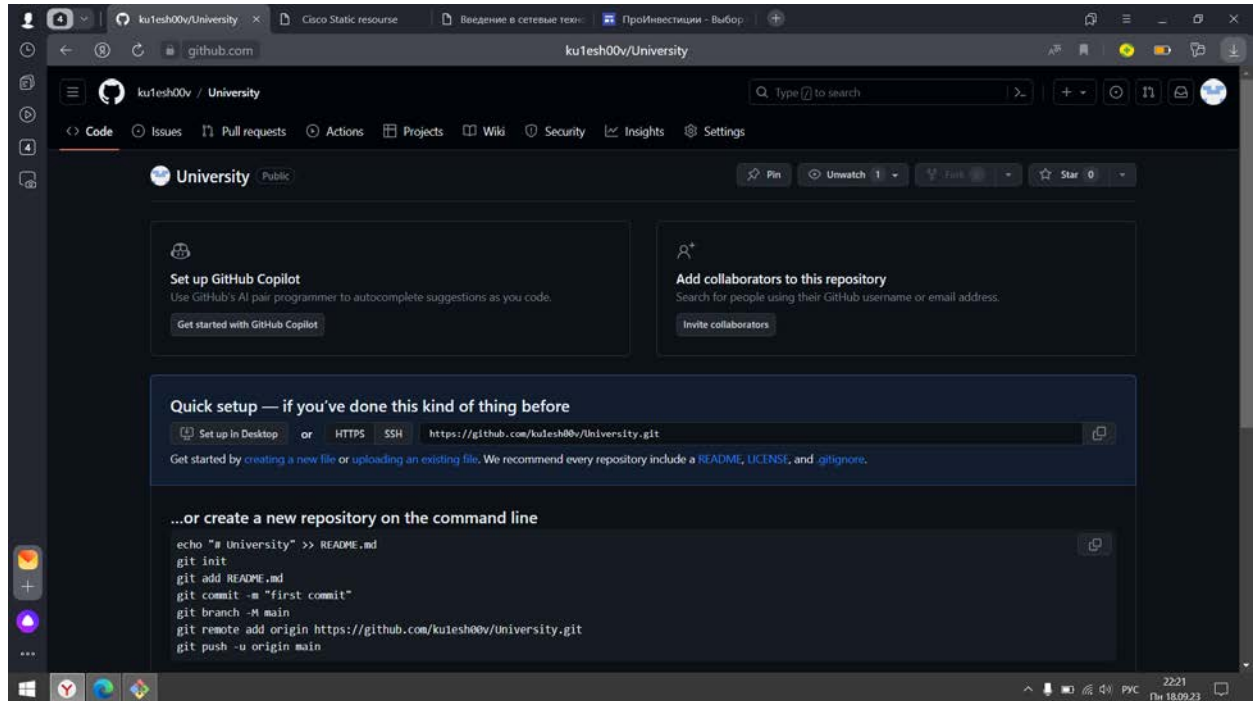 4 ku1esh00v/University × Cisco Static resourse Введение в сетевые техно ПроИнвестиции - Выбор
github.com ku1esh00v/University
ku1esh00v / University Type / to search
Code Issues Pull requests Actions Projects Wiki Security Insights Settings
4
University Public Pin Unwatch 1 Fork Star 0
Set up GitHub Copilot
Use GitHub's AI pair programmer to autocomplete suggestions as you code.
Get started with GitHub Copilot
Add collaborators to this repository
Search for people using their GitHub username or email address.
Invite collaborators
Quick setup — if you've done this kind of thing before
Set up in Desktop or HTTPS SSH https://github.com/ku1esh00v/University.git
Get started by creating a new file or uploading an existing file. We recommend every repository include a README, LICENSE, and .gitignore.
...or create a new repository on the command line
echo "# University" >> README.md
git init
git add README.md
git commit -m "first commit"
git branch -M main
git remote add origin https://github.com/ku1esh00v/University.git
git push -u origin main
РУС 22:21
Пн 18.09.23